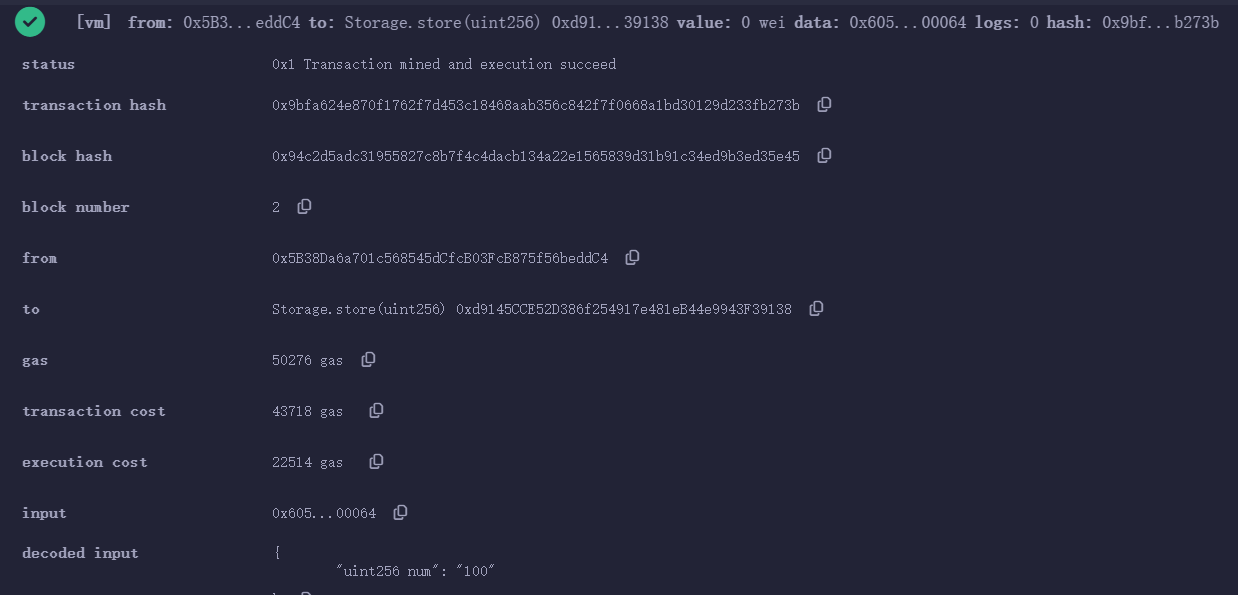 [vm] from: 0x5B3...eddC4 to: Storage.store(uint256) 0xd91...39138 value: 0 wei data: 0x605...00064 logs: 0 hash: 0x9bf...b273b
status 0x1 Transaction mined and execution succeed
transaction hash 0x9bfa624e870f1762f7d453c18468aab356c842f7f0668a1bd30129d233fb273b
block hash 0x94c2d5adc31955827c8b7f4c4dacb134a22e1565839d31b91c34ed9b3ed35e45
block number 2
from 0x5B38Da6a701c568545dCfcB03FcB875f56beddC4
to Storage.store(uint256) 0xd9145CCE52D386f254917e481eB44e9943F39138
gas 50276 gas
transaction cost 43718 gas
execution cost 22514 gas
input 0x605...00064
decoded input {
"uint256 num": "100"